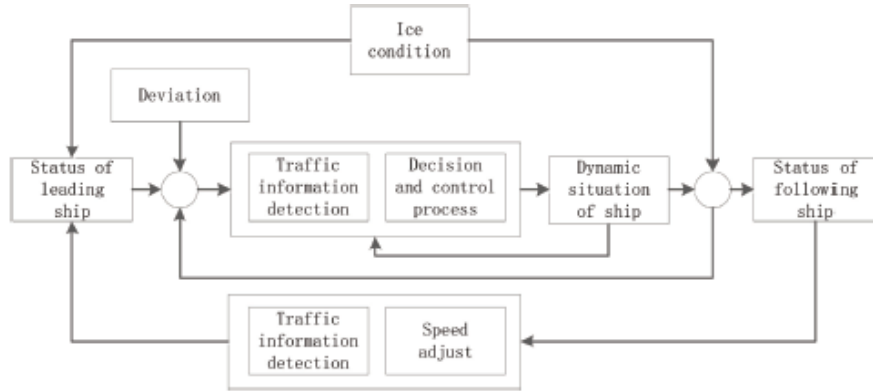 Ice
condition
Deviation
Status of
leading
ship
Traffic
information
detection
Decision
and control
process
Dynamic
situation
of ship
Status of
following
ship
Traffic
information
detection
Speed
adjust